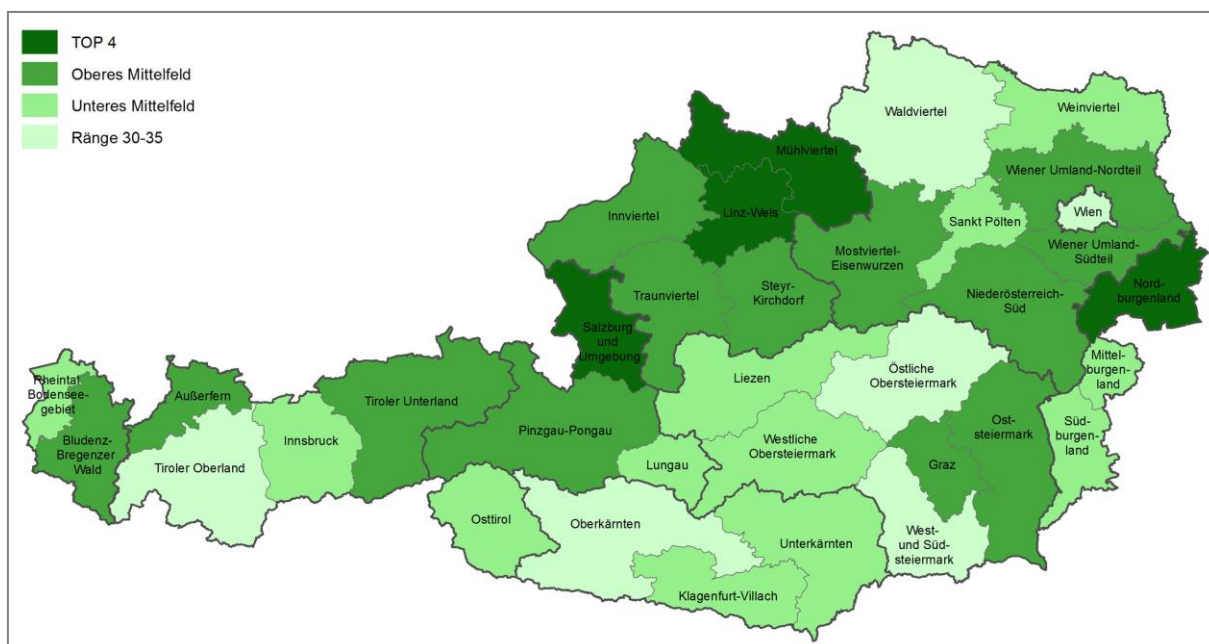 TOP 4
Oberes Mittelfeld
Unteres Mittelfeld
Ränge 30-35
Waldviertel
Weinviertel
Mühlviertel
Wiener Umland-Nordteil
Innviertel
Linz-Wels
Sankt Pölten
Wien
Mostviertel-
Eisenwurzen
Wiener Umland-
Südteil
Traunviertel
Steyr-
Kirchdorf
Niederösterreich-
Süd
Nord-
burgenland
Salzburg
und
Umgebung
Mittel-
burgen-
land
Rheintal
Bodensee-
gebiet
Außerfern
Tiroler Unterland
Liezen
Östliche
Obersteiermark
Bludenz-
Bregenzer
Wald
Innsbruck
Pinzgau-Pongau
Westliche
Obersteiermark
Ost-
steiermark
Süd-
burgen-
land
Tiroler Oberland
Lungau
Graz
Osttirol
Oberkärnten
Unterkärnten
West-
und Süd-
steiermark
Klagenfurt-Villach